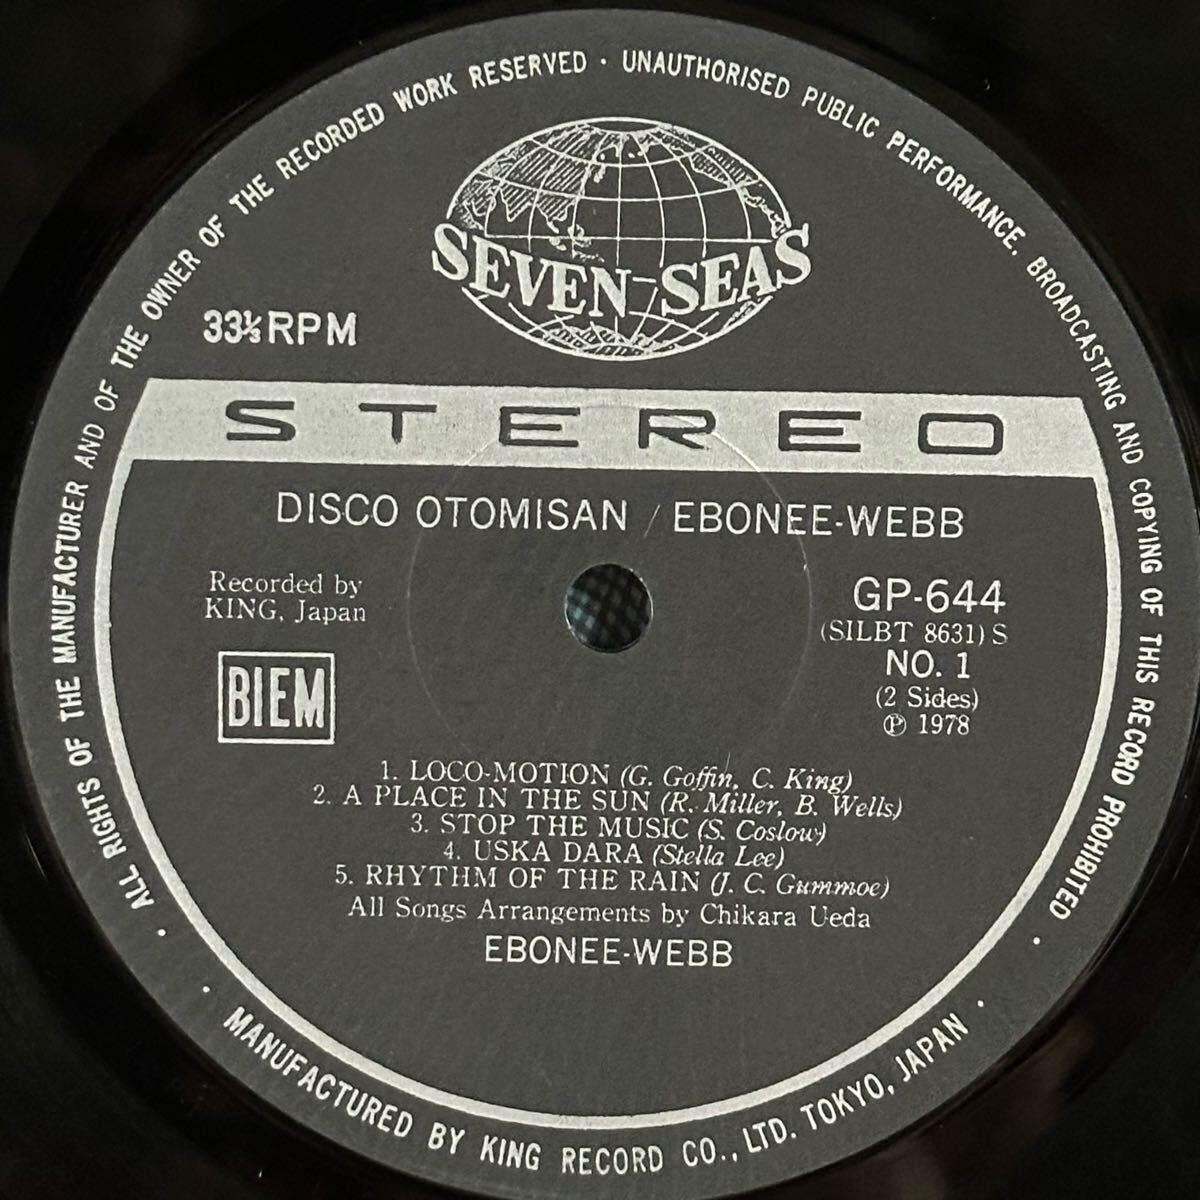 ALL RIGHTS OF THE MANUFACTURER AND OF THE OWNER OF THE RECORDED WORK RESERVED · UNAUTHORISED PUBLIC PERFORMANCE, BROADCASTING AND COPYING OF THIS RECORD PROHIBITED ·
SEVEN SEAS
33⅓RPM
STEREO
DISCO OTOMISAN / EBONEE-WEBB
Recorded by
KING, Japan
BIEM
GP-644
(SILBT 8631) S
NO. 1
(2 Sides)
℗ 1978
1. LOCO-MOTION (G. Goffin, C. King)
2. A PLACE IN THE SUN (R. Miller, B. Wells)
3. STOP THE MUSIC (S. Coslow)
4. USKA DARA (Stella Lee)
5. RHYTHM OF THE RAIN (J. C. Gummoe)
All Songs Arrangements by Chikara Ueda
EBONEE-WEBB
· MANUFACTURED BY KING RECORD CO., LTD. TOKYO, JAPAN ·